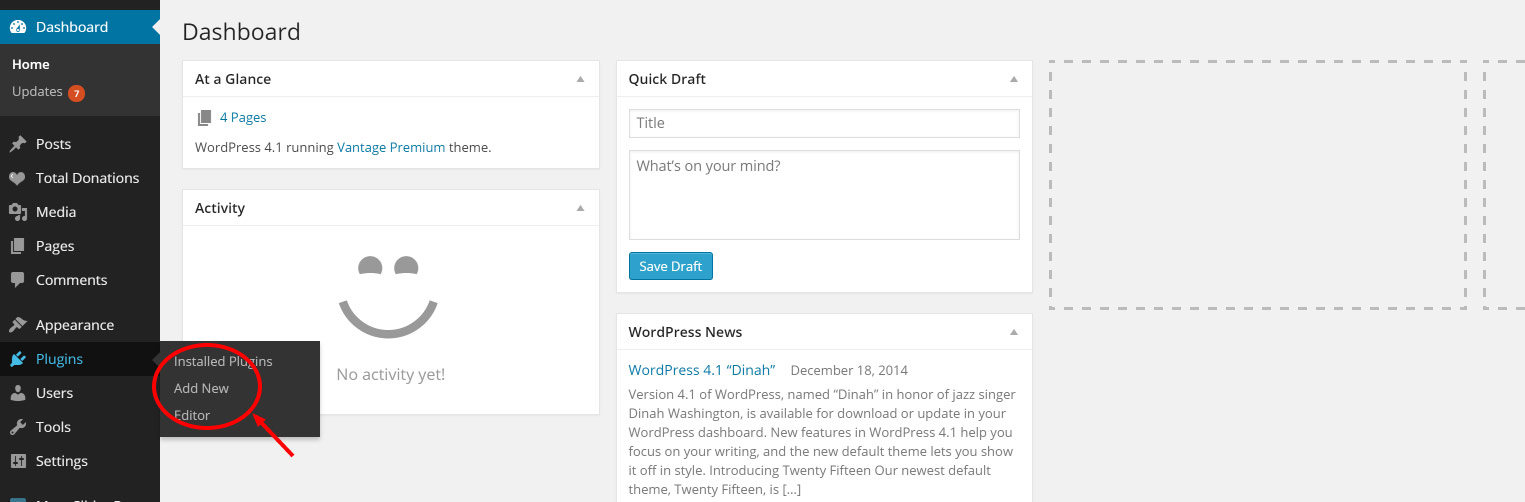 Dashboard
Home
Updates 7
Posts
Total Donations
Media
Pages
Comments
Appearance
Plugins
Users
Tools
Settings
Installed Plugins
Add New
Editor
Dashboard
At a Glance
4 Pages
WordPress 4.1 running Vantage Premium theme.
Activity
No activity yet!
Quick Draft
Title
What's on your mind?
Save Draft
WordPress News
WordPress 4.1 “Dinah” December 18, 2014
Version 4.1 of WordPress, named “Dinah” in honor of jazz singer
Dinah Washington, is available for download or update in your
WordPress dashboard. New features in WordPress 4.1 help you
focus on your writing, and the new default theme lets you show
it off in style. Introducing Twenty Fifteen Our newest default
theme, Twenty Fifteen, is […]